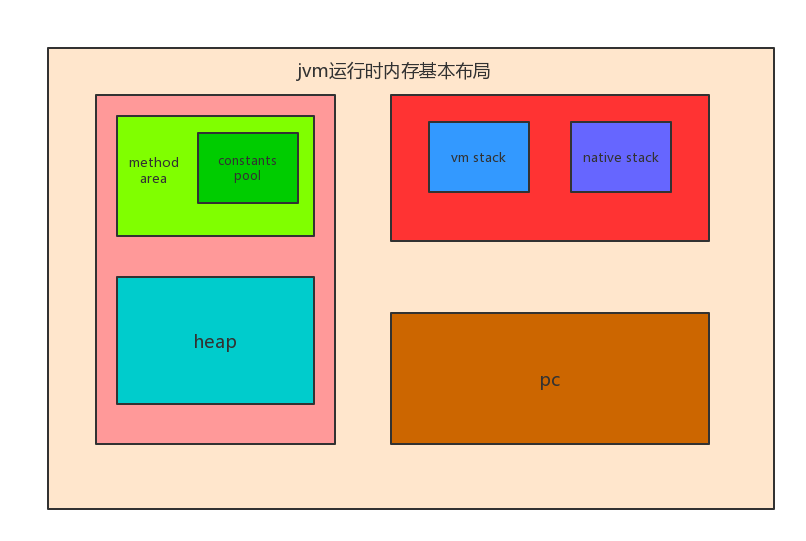 jvm运行时内存基本布局
method
area
constants
pool
vm stack
native stack
heap
pc